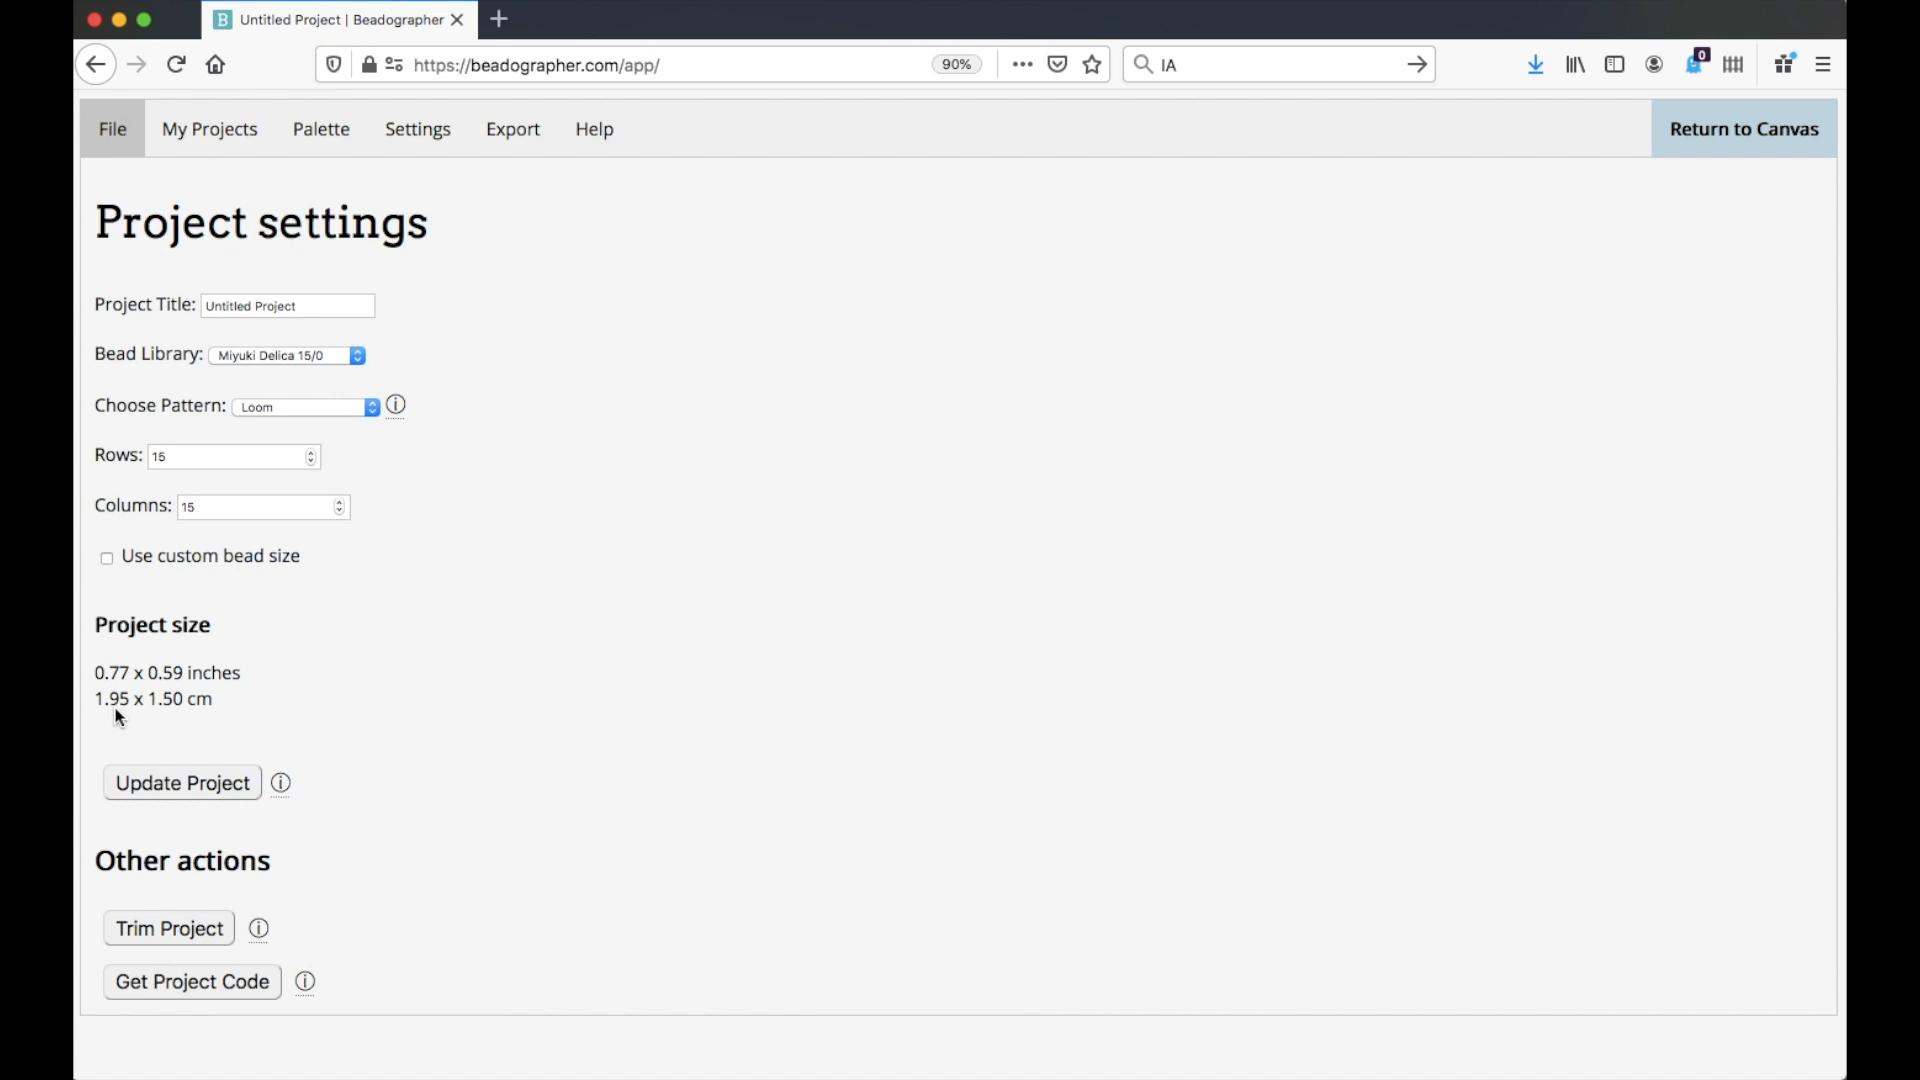 Untitled Project | Beadographer
https://beadographer.com/app/
90%
IA
0
File
My Projects
Palette
Settings
Export
Help
Return to Canvas
Project settings
Project Title: Untitled Project
Bead Library: Miyuki Delica 15/0
Choose Pattern: Loom
Rows: 15
Columns: 15
Use custom bead size
Project size
0.77 x 0.59 inches
1.95 x 1.50 cm
Update Project
Other actions
Trim Project
Get Project Code